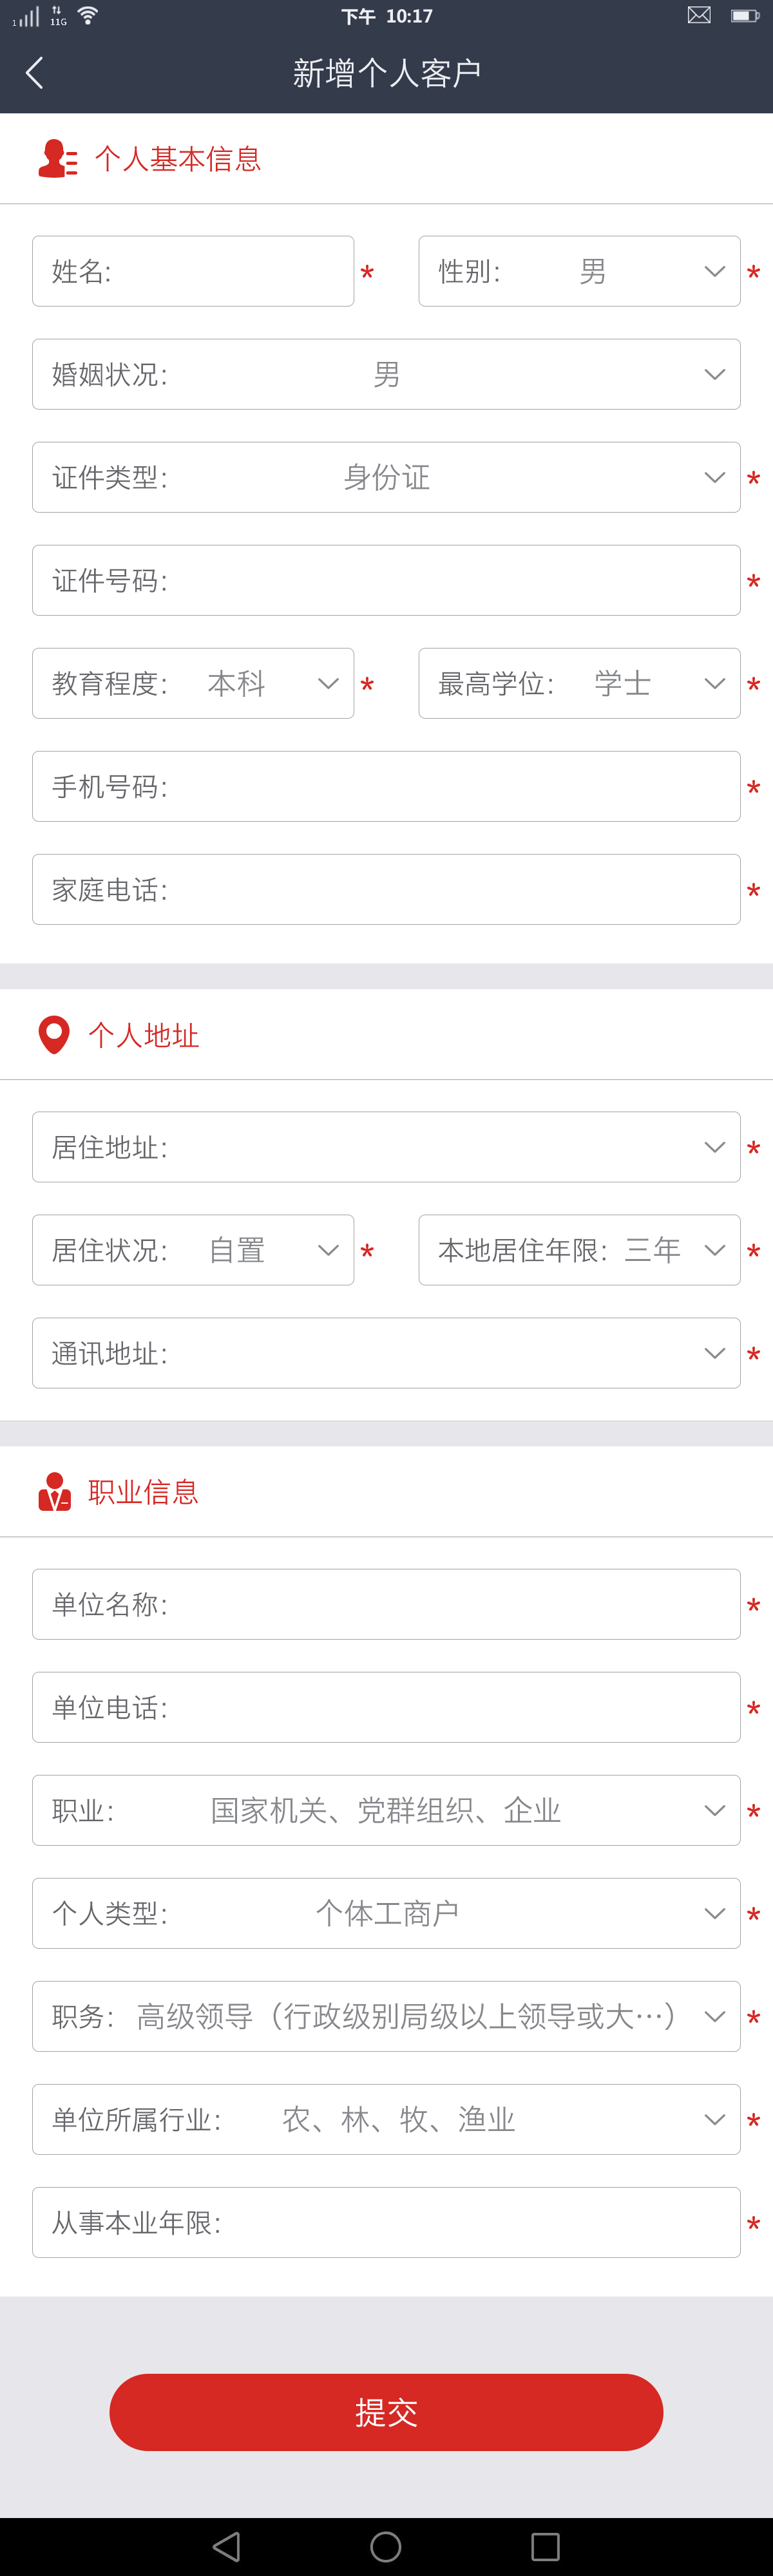 1 11G 下午 10:17
新增个人客户
个人基本信息
姓名: * 性别: 男 *
婚姻状况: 男
证件类型: 身份证 *
证件号码: *
教育程度: 本科 * 最高学位: 学士 *
手机号码: *
家庭电话: *
个人地址
居住地址: *
居住状况: 自置 * 本地居住年限: 三年 *
通讯地址: *
职业信息
单位名称: *
单位电话: *
职业: 国家机关、党群组织、企业 *
个人类型: 个体工商户 *
职务: 高级领导（行政级别局级以上领导或大…） *
单位所属行业: 农、林、牧、渔业 *
从事本业年限: *
提交